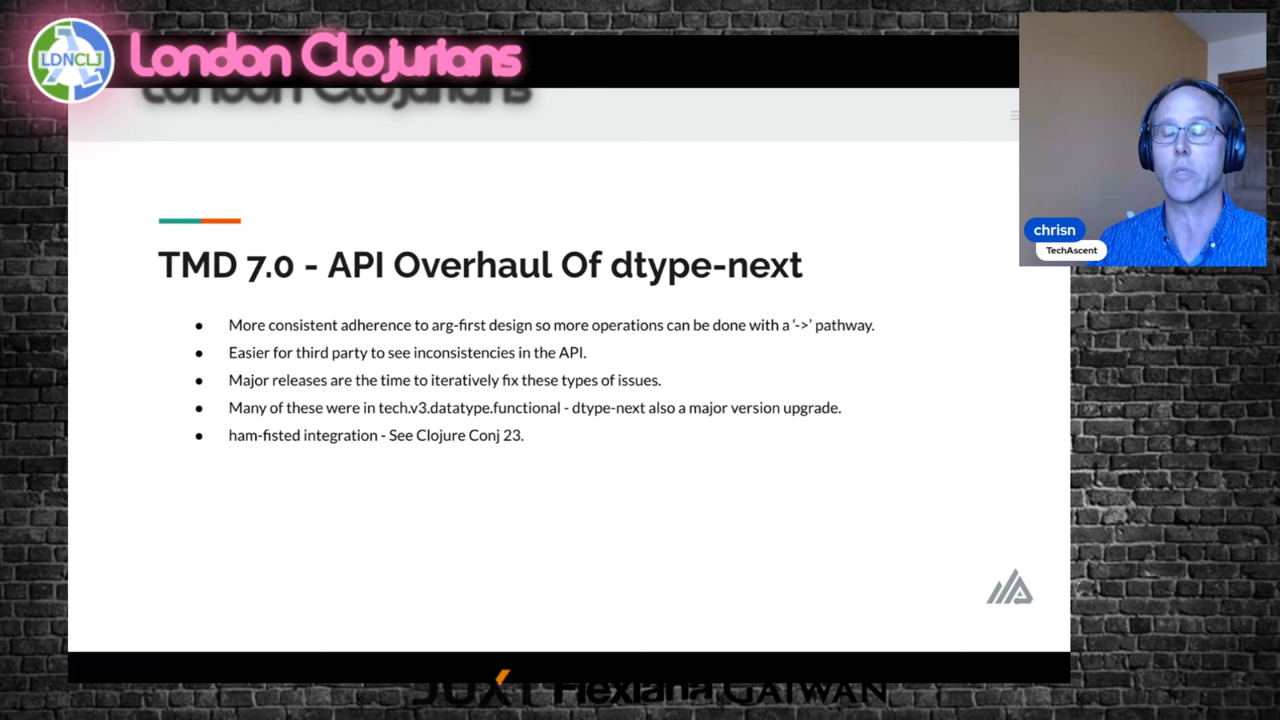 LDNCLJ
London Clojurians
TMD 7.0 - API Overhaul Of dtype-next
● More consistent adherence to arg-first design so more operations can be done with a ‘->’ pathway.
● Easier for third party to see inconsistencies in the API.
● Major releases are the time to iteratively fix these types of issues.
● Many of these were in tech.v3.datatype.functional - dtype-next also a major version upgrade.
● ham-fisted integration - See Clojure Conj 23.
chrisn
TechAscent
JUXT Flexiana GAIWAN